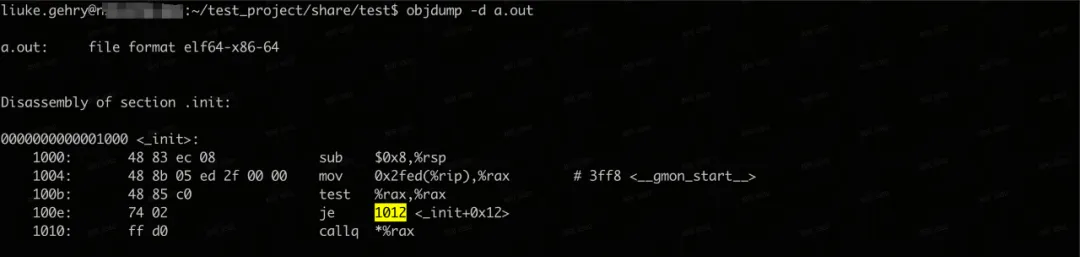 liuke.gehry@n :~/test_project/share/test$ objdump -d a.out
a.out:     file format elf64-x86-64
Disassembly of section .init:
0000000000001000 <_init>:
    1000:	48 83 ec 08          	sub    $0x8,%rsp
    1004:	48 8b 05 ed 2f 00 00 	mov    0x2fed(%rip),%rax        # 3ff8 <__gmon_start__>
    100b:	48 85 c0             	test   %rax,%rax
    100e:	74 02                	je     1012 <_init+0x12>
    1010:	ff d0                	callq  *%rax